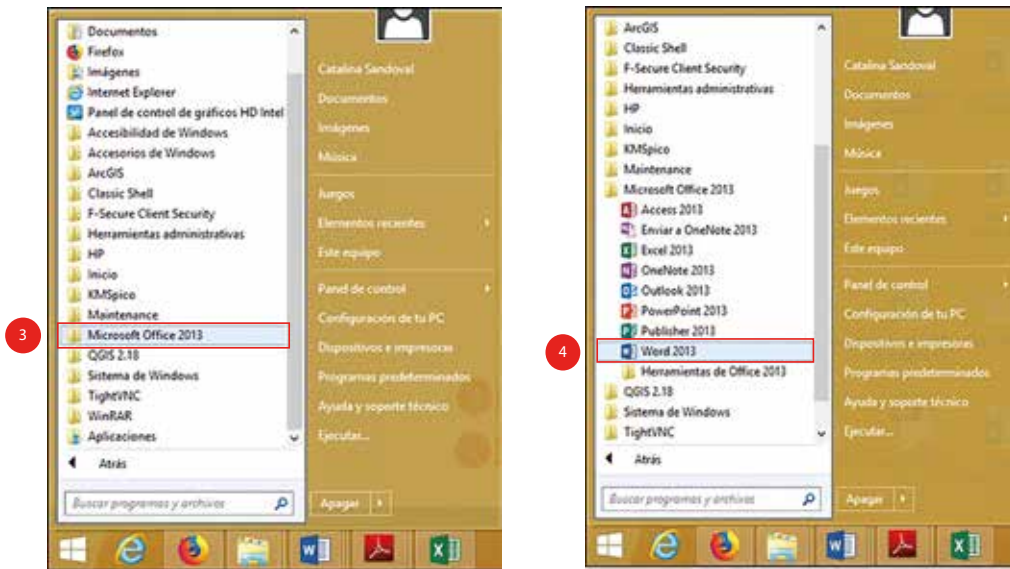 Documentos
Firefox
Imágenes
Internet Explorer
Panel de control de gráficos HD Intel
Accesibilidad de Windows
Accesorios de Windows
ArcGIS
Classic Shell
F-Secure Client Security
Herramientas administrativas
HP
Inicio
KMSpico
Maintenance
Microsoft Office 2013
QGIS 2.18
Sistema de Windows
TightVNC
WinRAR
Aplicaciones
Atrás
Buscar programas y archivos
Catalina Sandoval
Documentos
Imágenes
Música
Juegos
Elementos recientes
Este equipo
Panel de control
Configuración de tu PC
Dispositivos e impresoras
Programas predeterminados
Ayuda y soporte técnico
Ejecutar...
Apagar
3
ArcGIS
Classic Shell
F-Secure Client Security
Herramientas administrativas
HP
Inicio
KMSpico
Maintenance
Microsoft Office 2013
Access 2013
Enviar a OneNote 2013
Excel 2013
OneNote 2013
Outlook 2013
PowerPoint 2013
Publisher 2013
Word 2013
Herramientas de Office 2013
QGIS 2.18
Sistema de Windows
TightVNC
Atrás
Buscar programas y archivos
Catalina Sandoval
Documentos
Imágenes
Música
Juegos
Elementos recientes
Este equipo
Panel de control
Configuración de tu PC
Dispositivos e impresoras
Programas predeterminados
Ayuda y soporte técnico
Ejecutar...
Apagar
4